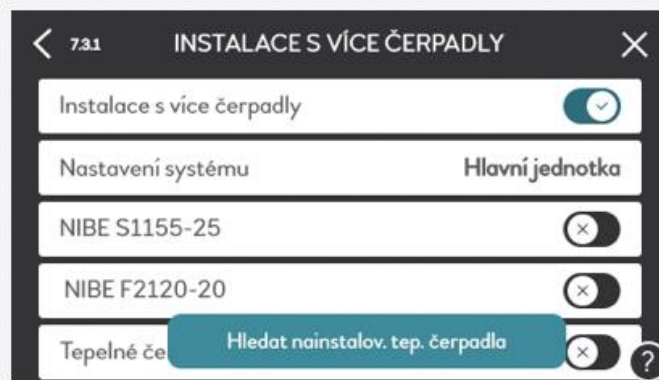 7.3.1 INSTALACE S VÍCE ČERPADLY
Instalace s více čerpadly
Nastavení systému Hlavní jednotka
NIBE S1155-25
NIBE F2120-20
Tepelné če
Hledat nainstalov. tep. čerpadla
?